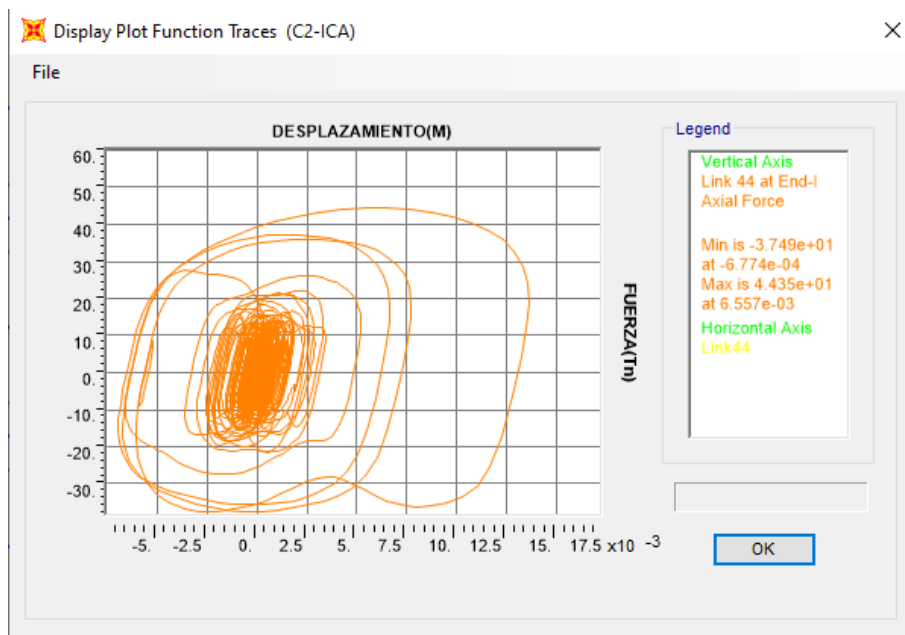 Display Plot Function Traces (C2-ICA)
File
DESPLAZAMIENTO(M)
60.
50.
40.
30.
20.
10.
0.
-10.
-20.
-30.
-5. -2.5 0. 2.5 5. 7.5 10. 12.5 15. 17.5 x10 -3
FUERZA(Tn)
Legend
Vertical Axis
Link 44 at End-I
Axial Force
Min is -3.749e+01
at -6.774e-04
Max is 4.435e+01
at 6.557e-03
Horizontal Axis
Link44
OK